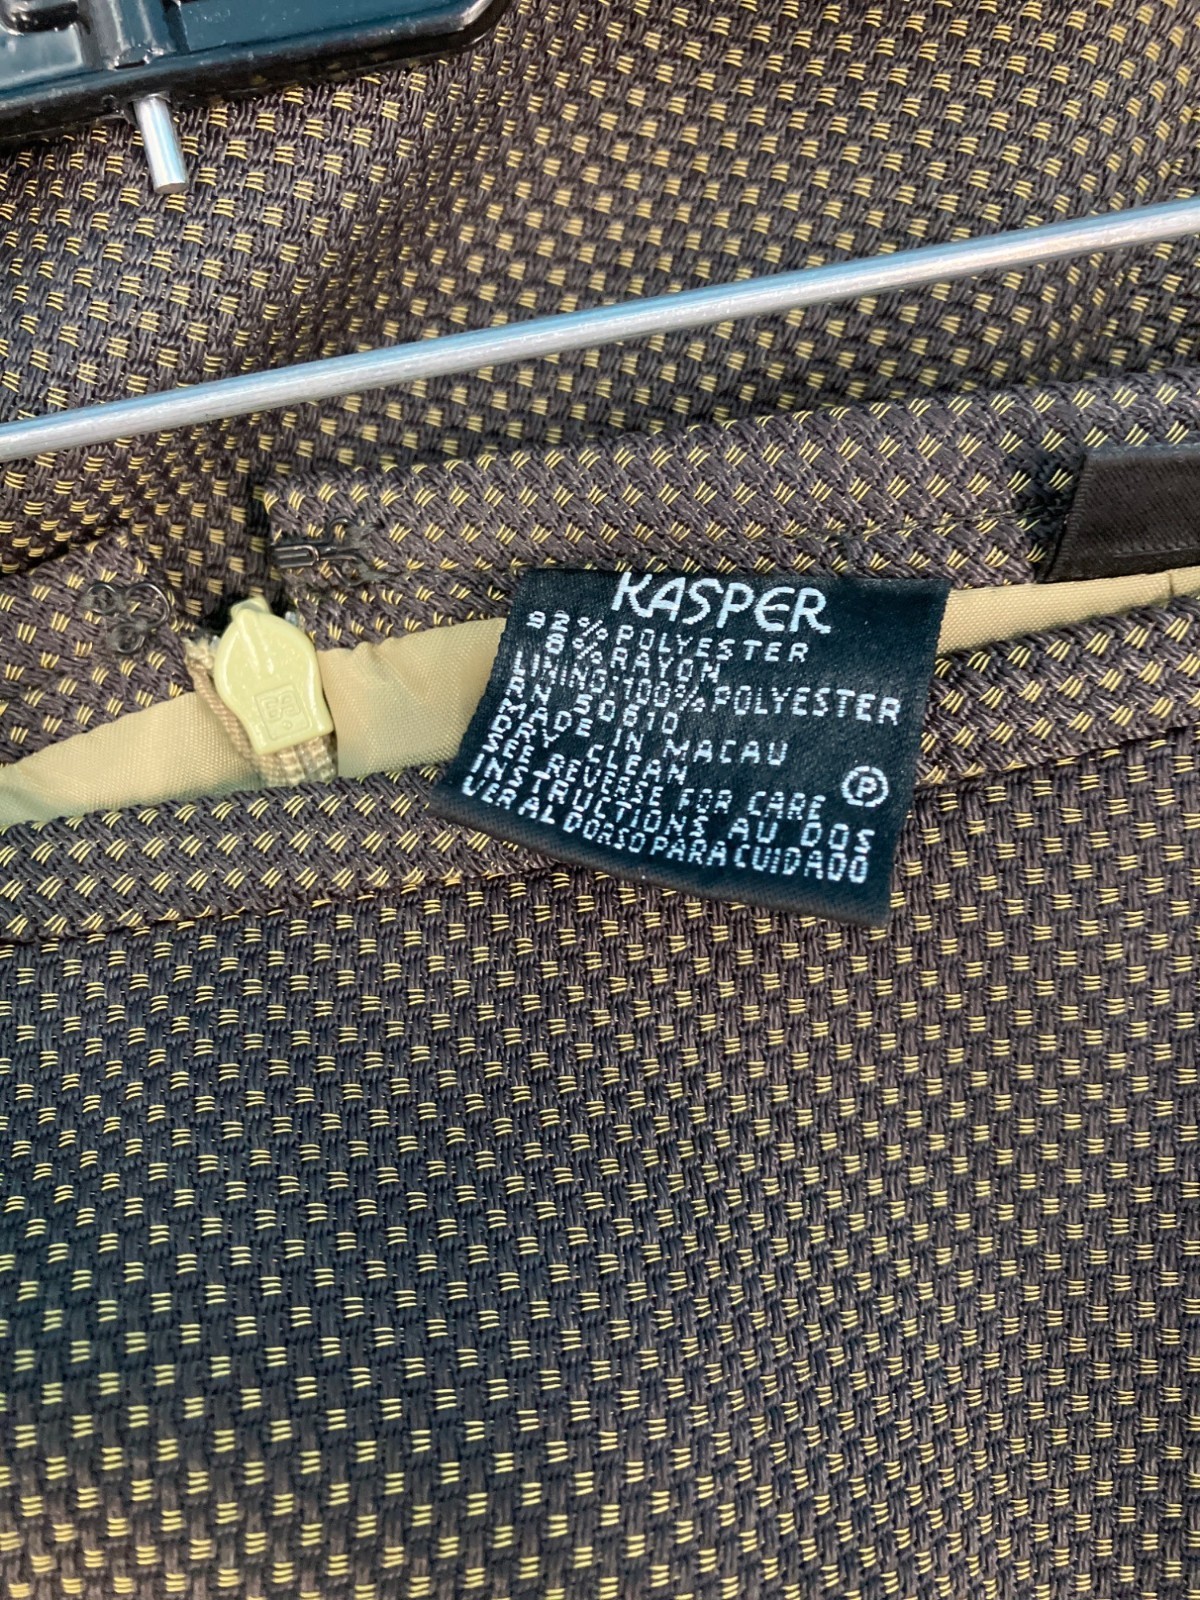 KASPER
92% POLYESTER
8% RAYON
LINING:100% POLYESTER
RN 50610
MADE IN MACAU
DRY CLEAN
SEE REVERSE FOR CARE P
INSTRUCTIONS AU DOS
VER AL DORSO PARA CUIDADO